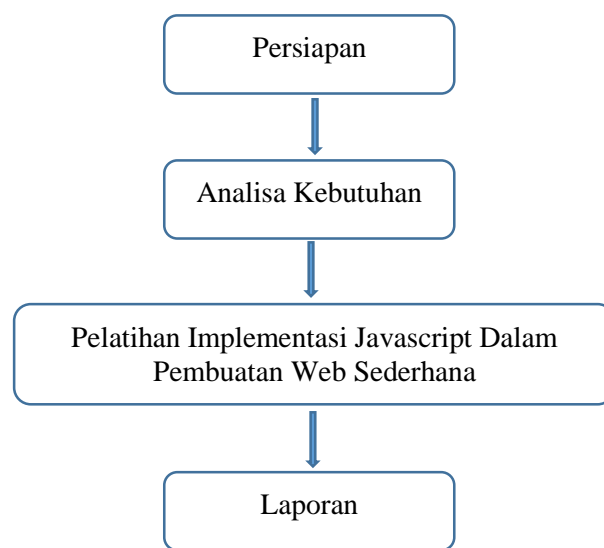 Persiapan
Analisa Kebutuhan
Pelatihan Implementasi Javascript Dalam
Pembuatan Web Sederhana
Laporan